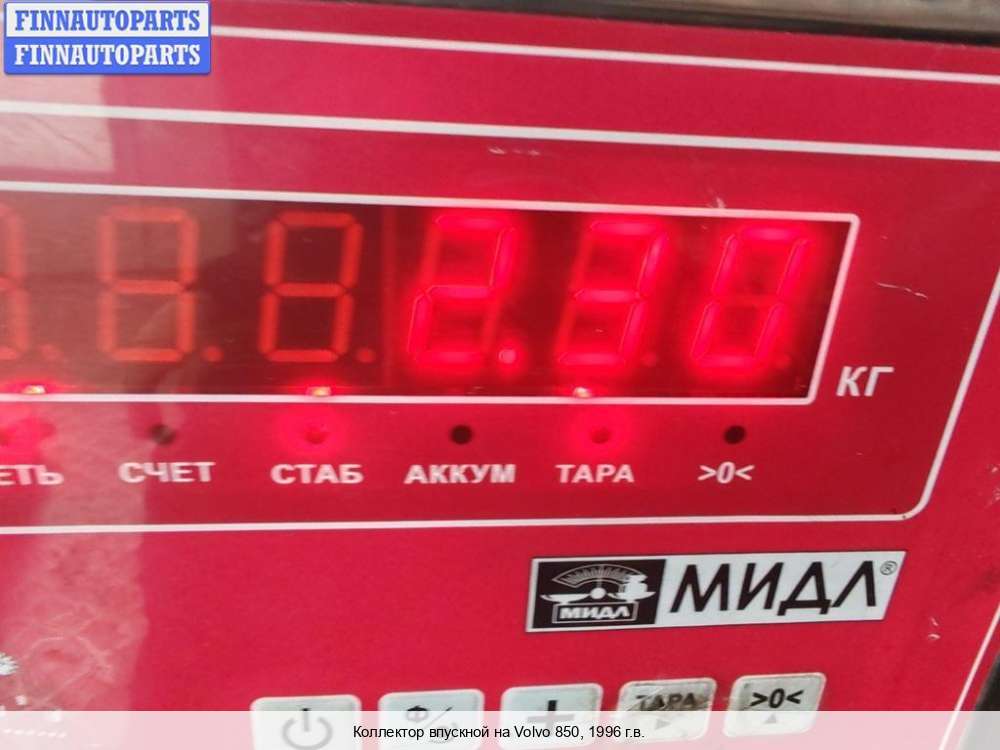 FINNAUTOPARTS
FINNAUTOPARTS
2.30
КГ
СЧЕТ СТАБ АККУМ ТАРА >0<
МИДЛ МИДЛ®
ТАРА >0<
Коллектор впускной на Volvo 850, 1996 г.в.